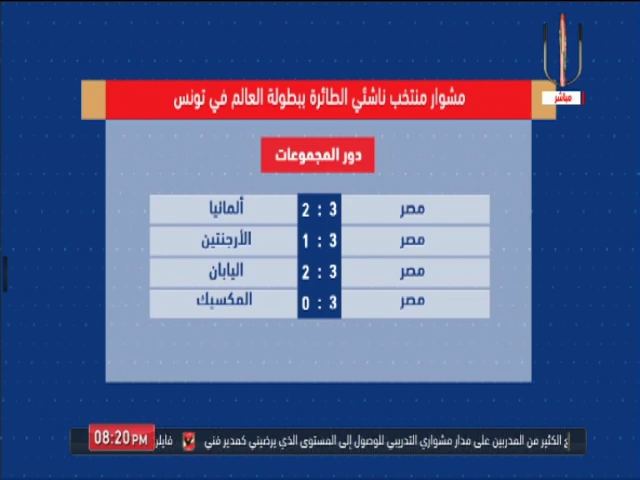 مباشر
مشوار منتخب ناشئي الطائرة ببطولة العالم في تونس
دور المجموعات
مصر 3 : 2 ألمانيا
مصر 3 : 1 الأرجنتين
مصر 3 : 2 اليابان
مصر 3 : 0 المكسيك
الكثير من المدربين على مدار مشواري التدريبي للوصول إلى المستوى الذي يرضيني كمدير فني
08:20 PM